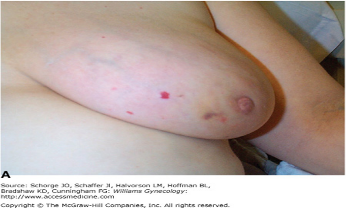 A
Source: Schorge JO, Schaffer JI, Halvorson LM, Hoffman BL,
Bradshaw KD, Cunningham FG: Williams Gynecology:
http://www.accessmedicine.com
Copyright © The McGraw-Hill Companies, Inc. All rights reserved.